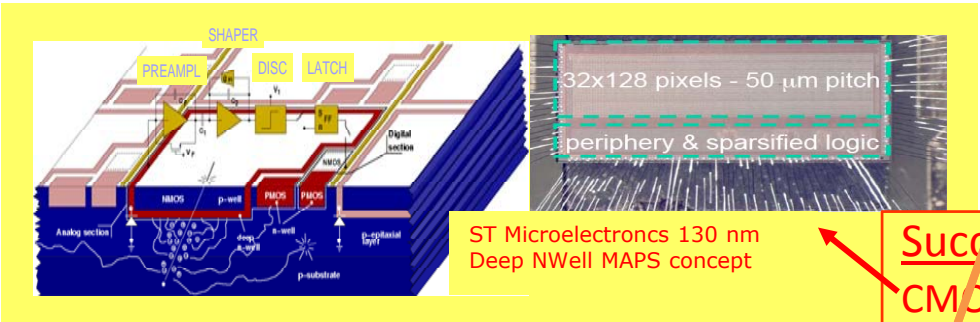 SHAPER
PREAMPL DISC LATCH
Digital
section
NMOS
NMOS p-well PMOS PMOS
Analog section
deep
n-well
n-well
p-epitaxial
layer
p-substrate
32x128 pixels - 50 μm pitch
periphery & sparsified logic
ST Microelectroncs 130 nm
Deep NWell MAPS concept